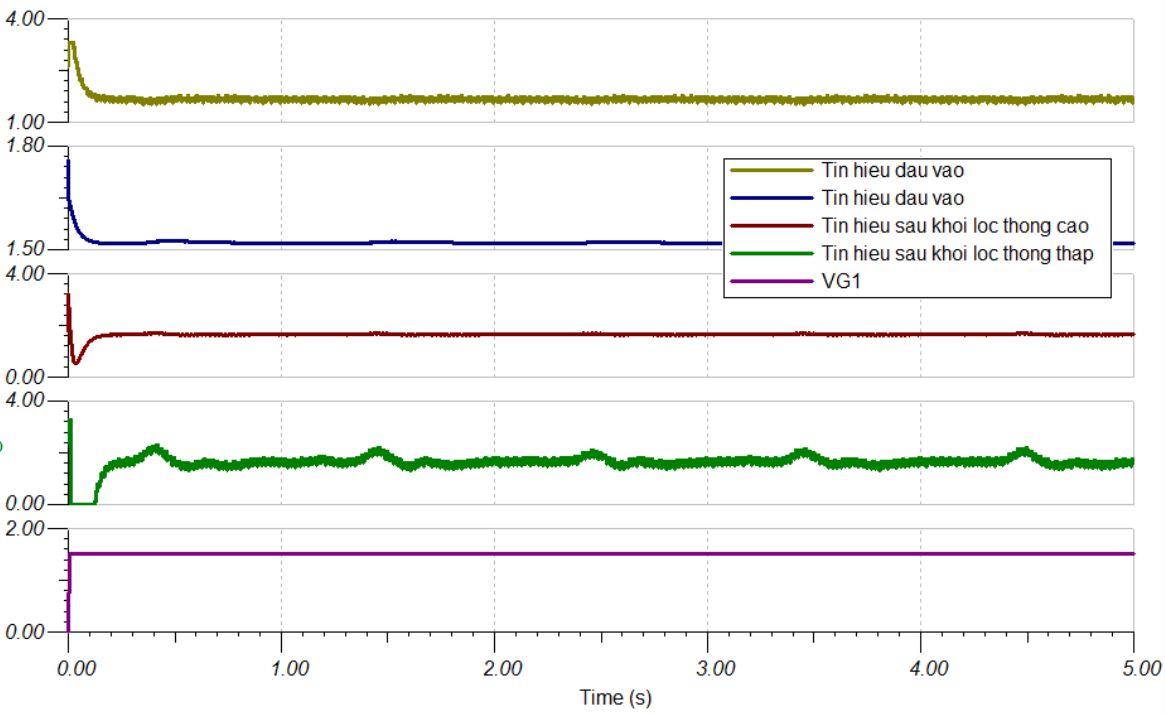 4.00
1.00
1.80
Tin hieu dau vao
Tin hieu dau vao
Tin hieu sau khoi loc thong cao
Tin hieu sau khoi loc thong thap
VG1
1.50
4.00
0.00
4.00
0.00
2.00
0.00
0.00 1.00 2.00 3.00 4.00 5.00
Time (s)